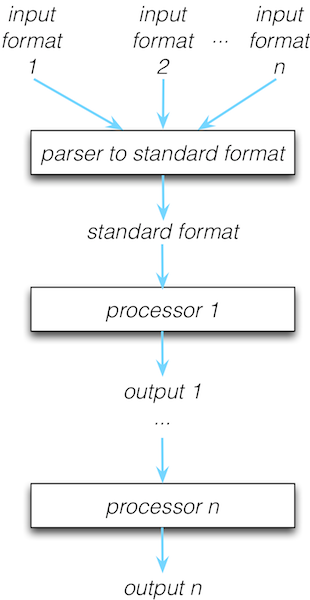 input input input
format format ... format
1 2 n
parser to standard format
standard format
processor 1
output 1
...
processor n
output n